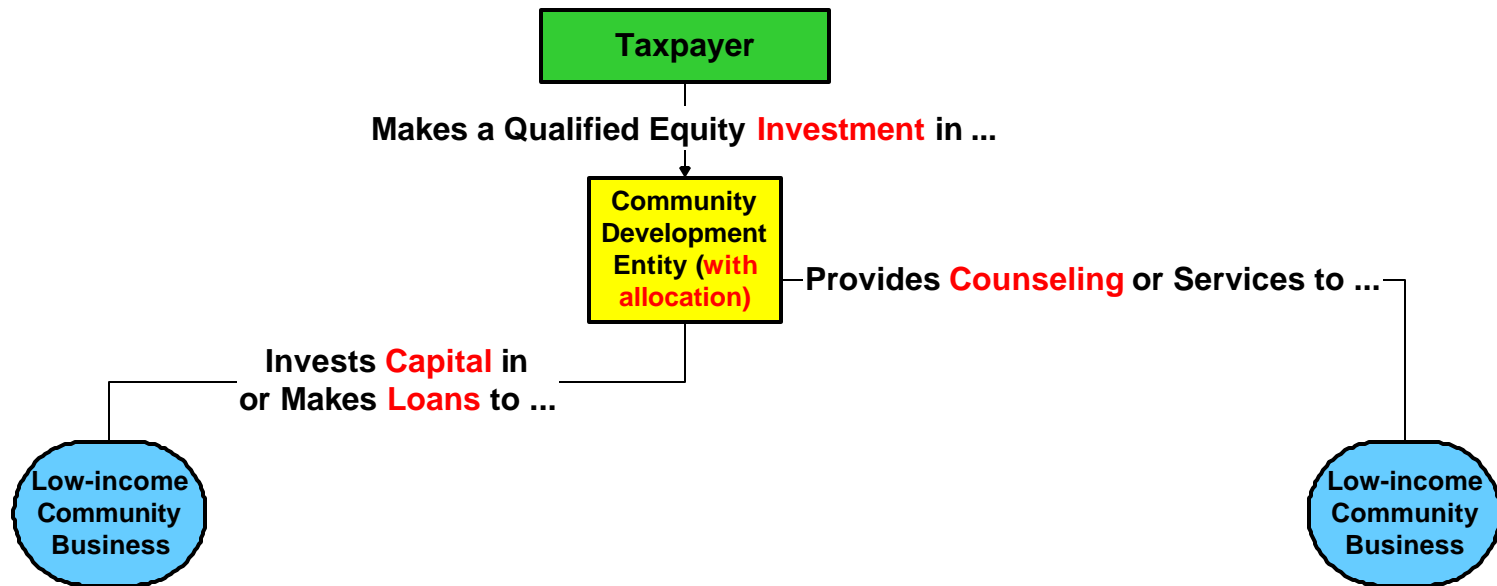 Taxpayer
Makes a Qualified Equity Investment in ...
Community
Development
Entity (with
allocation)
Provides Counseling or Services to ...
Invests Capital in
or Makes Loans to ...
Low-income
Community
Business
Low-income
Community
Business